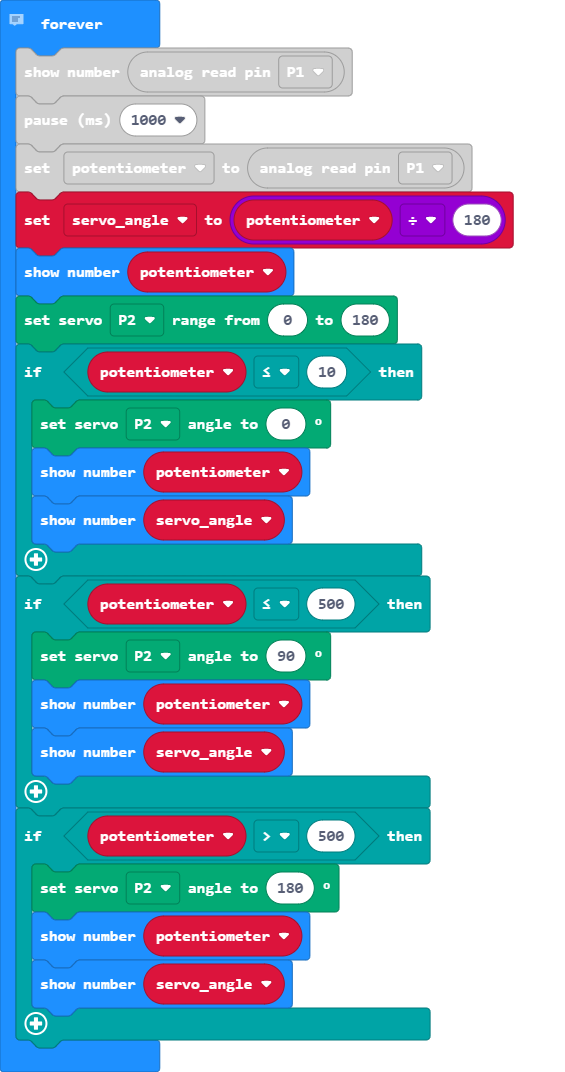 forever
show number analog read pin P1
pause (ms) 1000
set potentiometer to analog read pin P1
set servo_angle to potentiometer ÷ 180
show number potentiometer
set servo P2 range from 0 to 180
if potentiometer ≤ 10 then
set servo P2 angle to 0 °
show number potentiometer
show number servo_angle
if potentiometer ≤ 500 then
set servo P2 angle to 90 °
show number potentiometer
show number servo_angle
if potentiometer > 500 then
set servo P2 angle to 180 °
show number potentiometer
show number servo_angle